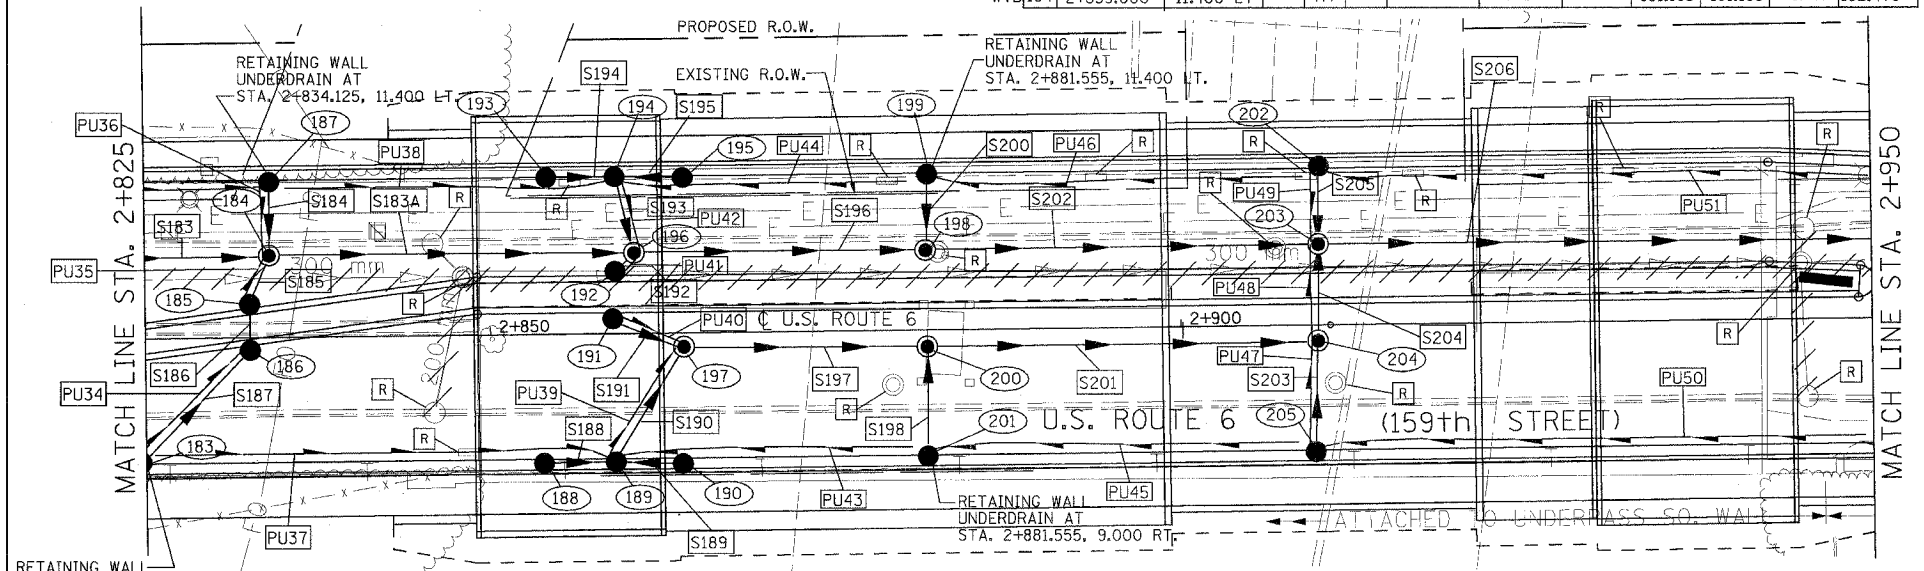 PROPOSED R.O.W.
RETAINING WALL
UNDERDRAIN AT
STA. 2+834.125, 11.400 LT.
EXISTING R.O.W.
RETAINING WALL
UNDERDRAIN AT
STA. 2+881.555, 11.400 LT.
S194
S206
193
194
S195
199
202
R
PU36
187
PU38
195
PU44
R
S200
PU46
R
R
R
184
S184
S183A
R
R
S193
PU42
S196
S202
R
PU49
S205
R
PU51
S183
196
198
203
PU35
300 mm
S185
PU41
R
300 mm
185
R
192
S192
PU48
2+850
PU40
℄ U.S. ROUTE 6
2+900
S186
186
191
PU47
204
S204
R
PU34
S187
R
PU39
S191
197
S197
200
S201
S203
R
PU50
R
300
183
R
S188
S190
R
S198
201
U.S. ROUTE 6
205
(159th STREET)
188
189
190
PU43
RETAINING WALL
UNDERDRAIN AT
STA. 2+881.555, 9.000 RT.
PU45
PU37
S189
ATTACHED TO UNDERPASS SO. WALL
RETAINING WALL
MATCH LINE STA. 2+825
MATCH LINE STA. 2+950